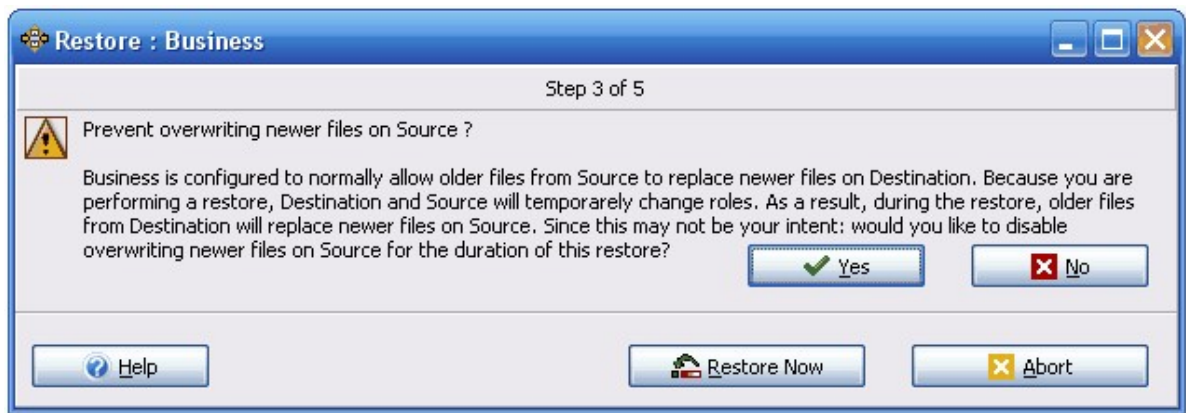 Restore : Business
Step 3 of 5
Prevent overwriting newer files on Source ?
Business is configured to normally allow older files from Source to replace newer files on Destination. Because you are
performing a restore, Destination and Source will temporarely change roles. As a result, during the restore, older files
from Destination will replace newer files on Source. Since this may not be your intent: would you like to disable
overwriting newer files on Source for the duration of this restore?
Yes
No
Help
Restore Now
Abort